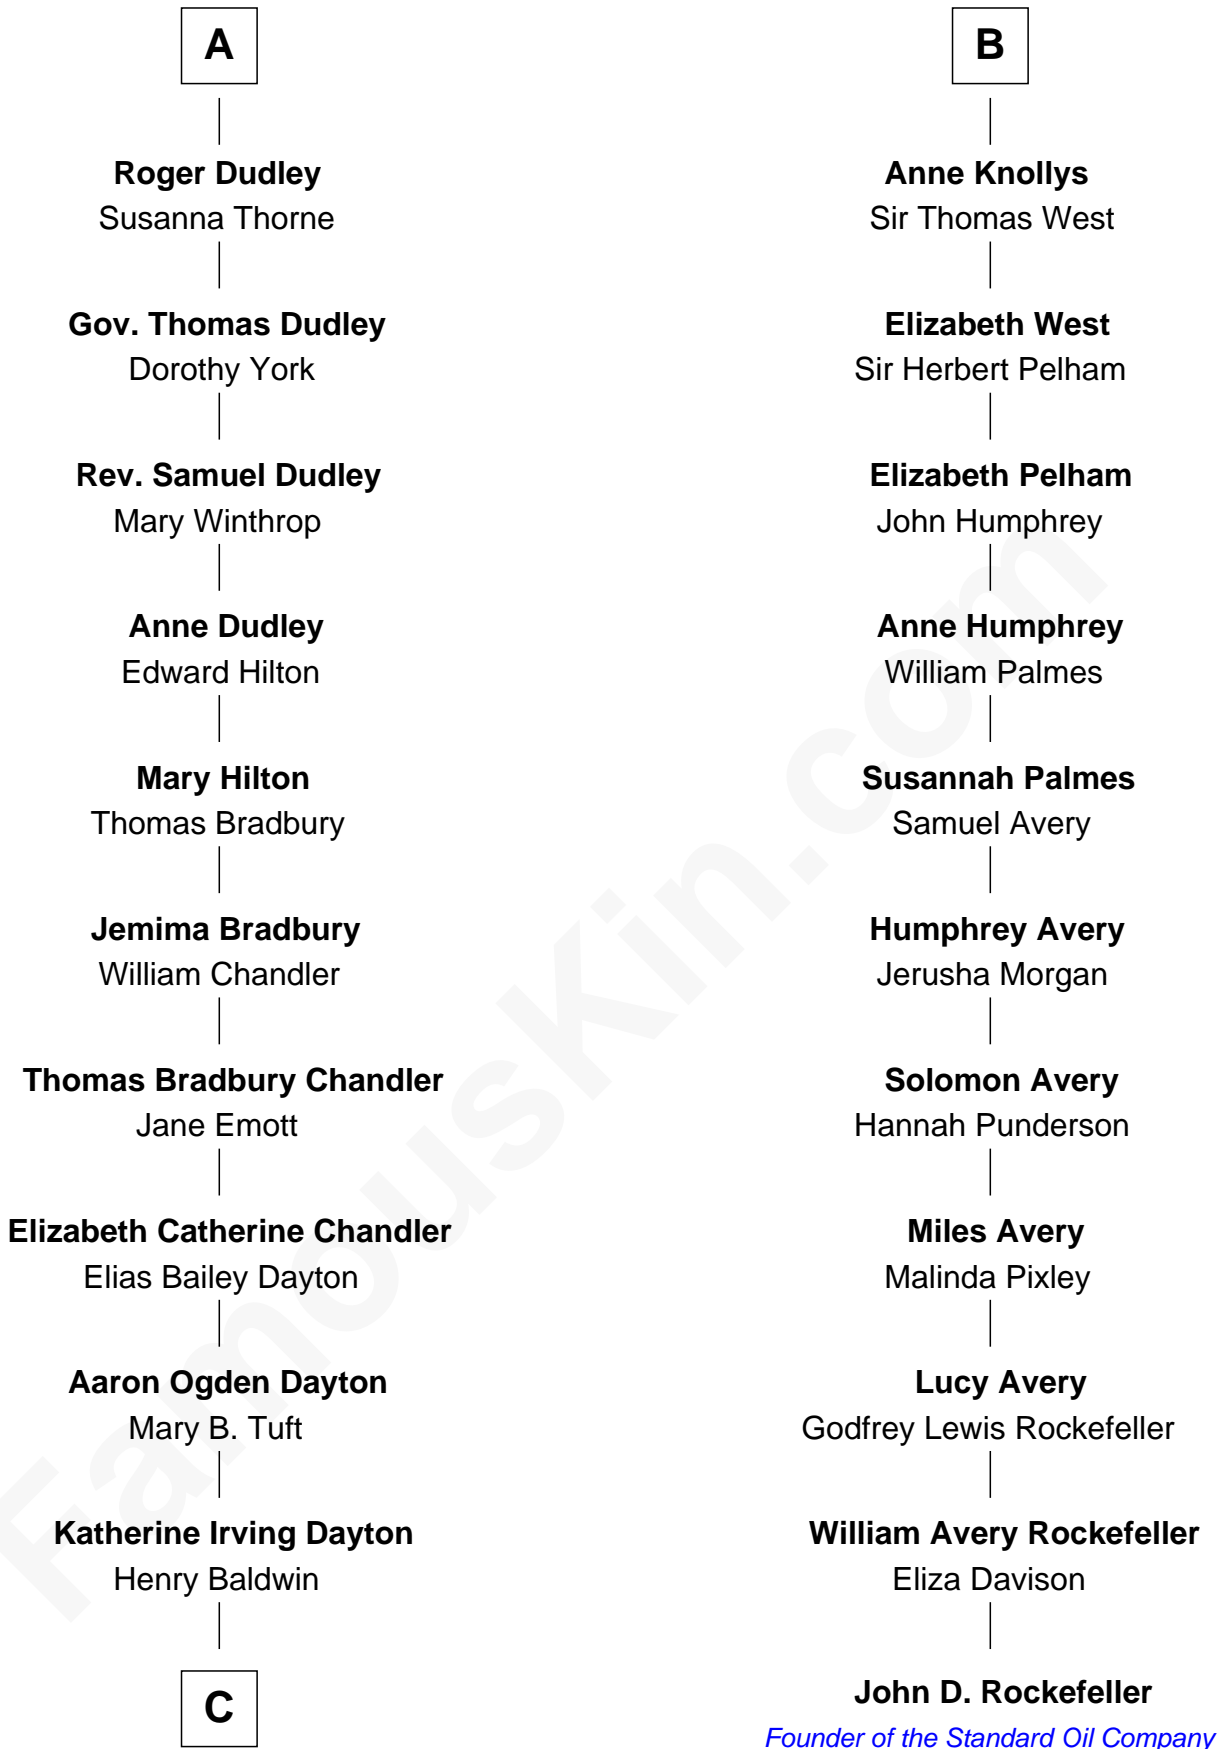 A
Roger Dudley
Susanna Thorne
Gov. Thomas Dudley
Dorothy York
Rev. Samuel Dudley
Mary Winthrop
Anne Dudley
Edward Hilton
Mary Hilton
Thomas Bradbury
Jemima Bradbury
William Chandler
Thomas Bradbury Chandler
Jane Emott
Elizabeth Catherine Chandler
Elias Bailey Dayton
Aaron Ogden Dayton
Mary B. Tuft
Katherine Irving Dayton
Henry Baldwin
C
B
Anne Knollys
Sir Thomas West
Elizabeth West
Sir Herbert Pelham
Elizabeth Pelham
John Humphrey
Anne Humphrey
William Palmes
Susannah Palmes
Samuel Avery
Humphrey Avery
Jerusha Morgan
Solomon Avery
Hannah Punderson
Miles Avery
Malinda Pixley
Lucy Avery
Godfrey Lewis Rockefeller
William Avery Rockefeller
Eliza Davison
John D. Rockefeller
Founder of the Standard Oil Company
FamousKin.com